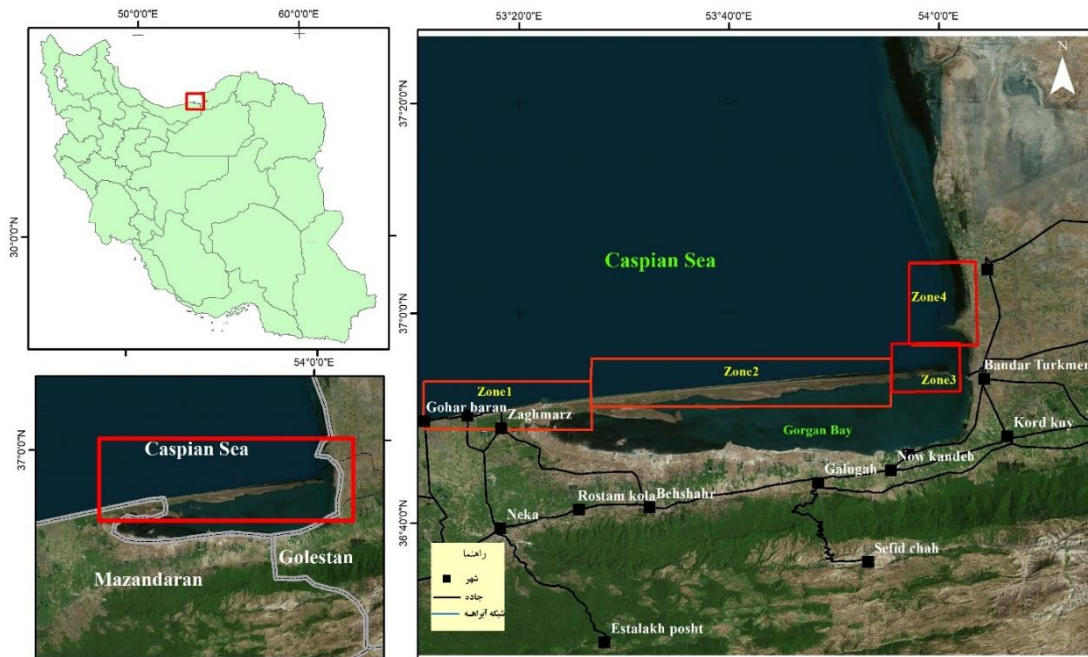 50°0'0"E
60°0'0"E
30°0'0"N
54°0'0"E
37°0'0"N
Caspian Sea
Golestan
Mazandaran
53°20'0"E
53°40'0"E
54°0'0"E
N
37°20'0"N
Caspian Sea
Zone4
37°0'0"N
Zone2
Zone3
Bandar Turkmen
Zone1
Gohar baran
Zaghmarz
Gorgan Bay
Kord kuy
Now kandeh
Galugah
Rostam kola
Behshahr
Neka
36°40'0"N
Sefid chah
راهنما
شهر
جاده
شبکه آبراهه
Estalakh posht